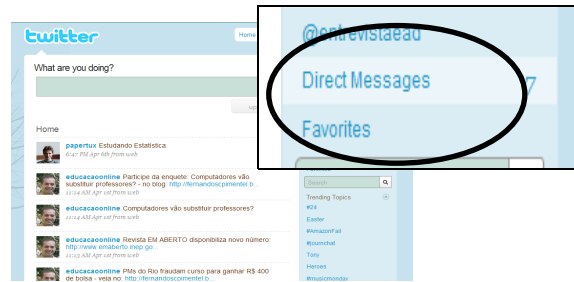 twitter
Home
What are you doing?
Home
papertux Estudando Estatística.
6:47 PM Apr 6th from web
educacaoonline Participe da enquete: Computadores vão
substituir professores? - no blog: http://fernandoscpimentel.b...
11:14 AM Apr 1st from web
educacaoonline Computadores vão substituir professores?
11:14 AM Apr 1st from web
educacaoonline Revista EM ABERTO disponibiliza novo número:
http://www.emaberto.inep.go...
11:13 AM Apr 1st from web
educacaoonline PMs do Rio fraudam curso para ganhar R$ 400
de bolsa - veja no: http://fernandoscpimentel.b...
@entrevistaead
Direct Messages 7
Favorites
Search
Trending Topics
#24
Easter
#AmazonFail
#journchat
Tony
Heroes
#musicmonday